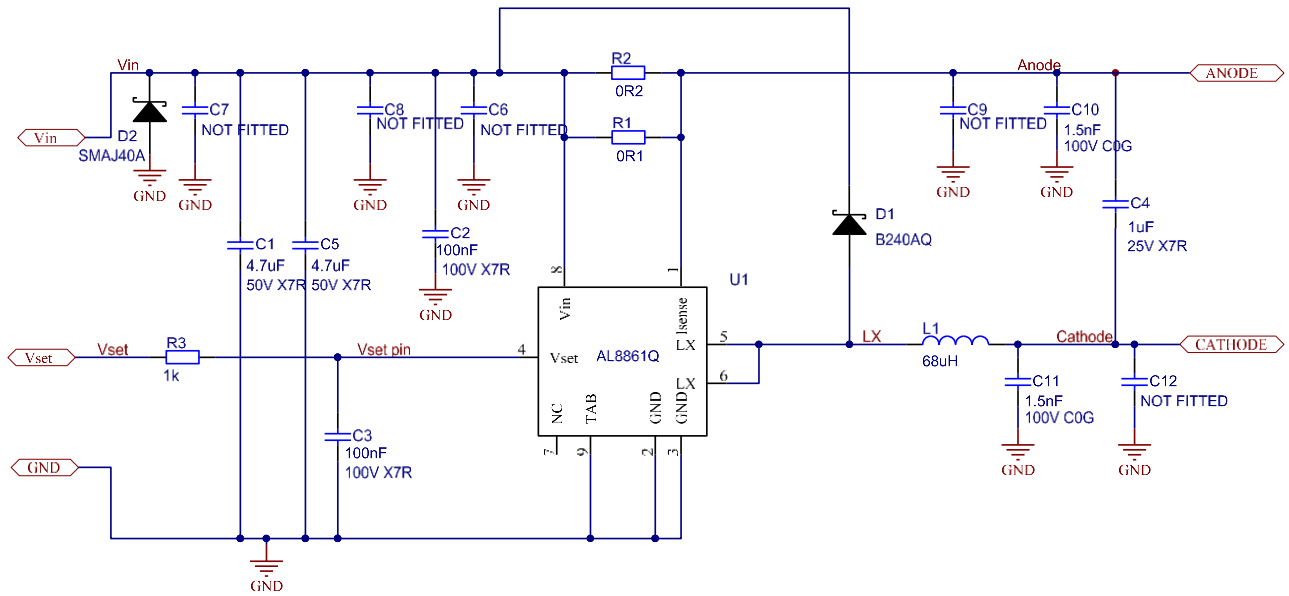 Vin
Vin
D2
SMAJ40A
GND
C7
NOT FITTED
GND
C8
NOT FITTED
GND
C6
NOT FITTED
GND
R2
0R2
R1
0R1
Anode
ANODE
C9
NOT FITTED
GND
C10
1.5nF
100V C0G
GND
C4
1uF
25V X7R
D1
B240AQ
C1
4.7uF
50V X7R
C5
4.7uF
50V X7R
C2
100nF
100V X7R
GND
U1
8
1
Vin
Isense
4
Vset
AL8861Q
LX
5
LX
6
NC
TAB
GND
GND
7
9
2
3
Vset
Vset
R3
1k
Vset pin
C3
100nF
100V X7R
LX
L1
68uH
Cathode
CATHODE
C11
1.5nF
100V C0G
GND
C12
NOT FITTED
GND
GND
GND